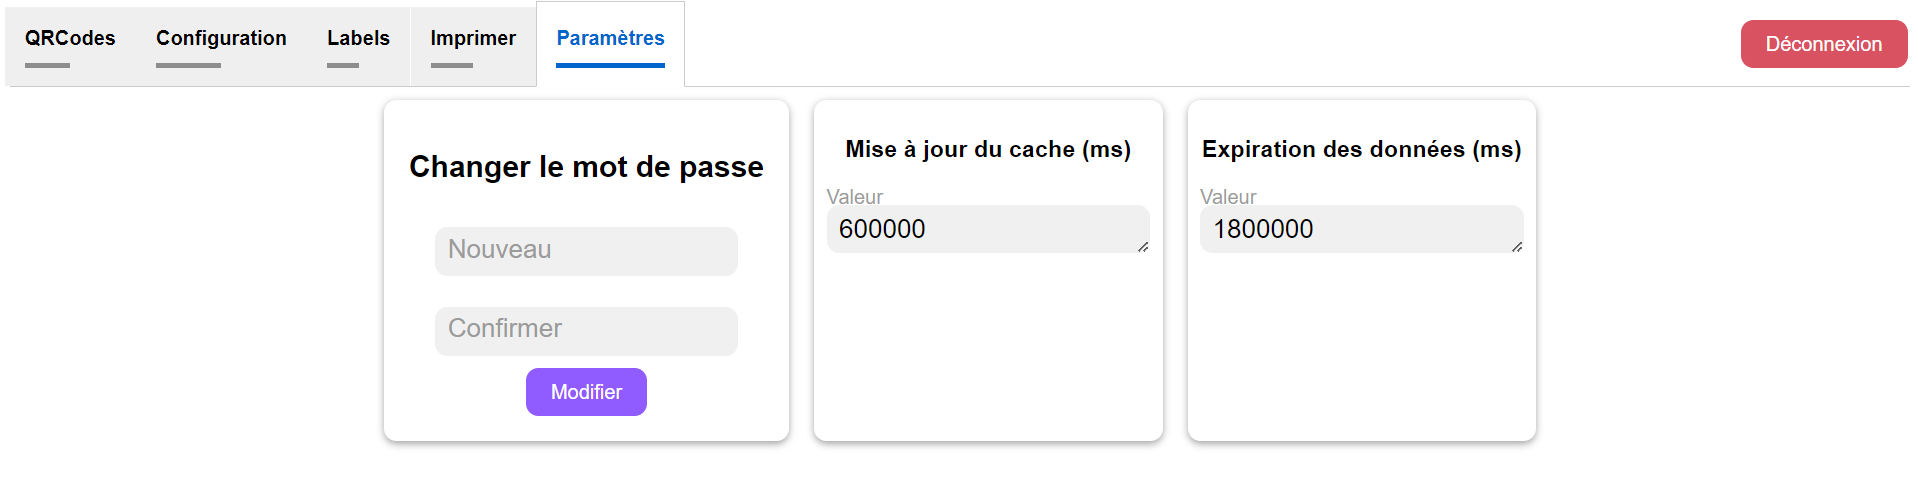 QRCodes Configuration Labels Imprimer Paramètres Déconnexion
Changer le mot de passe
Nouveau
Confirmer
Modifier
Mise à jour du cache (ms)
Valeur
600000
Expiration des données (ms)
Valeur
1800000